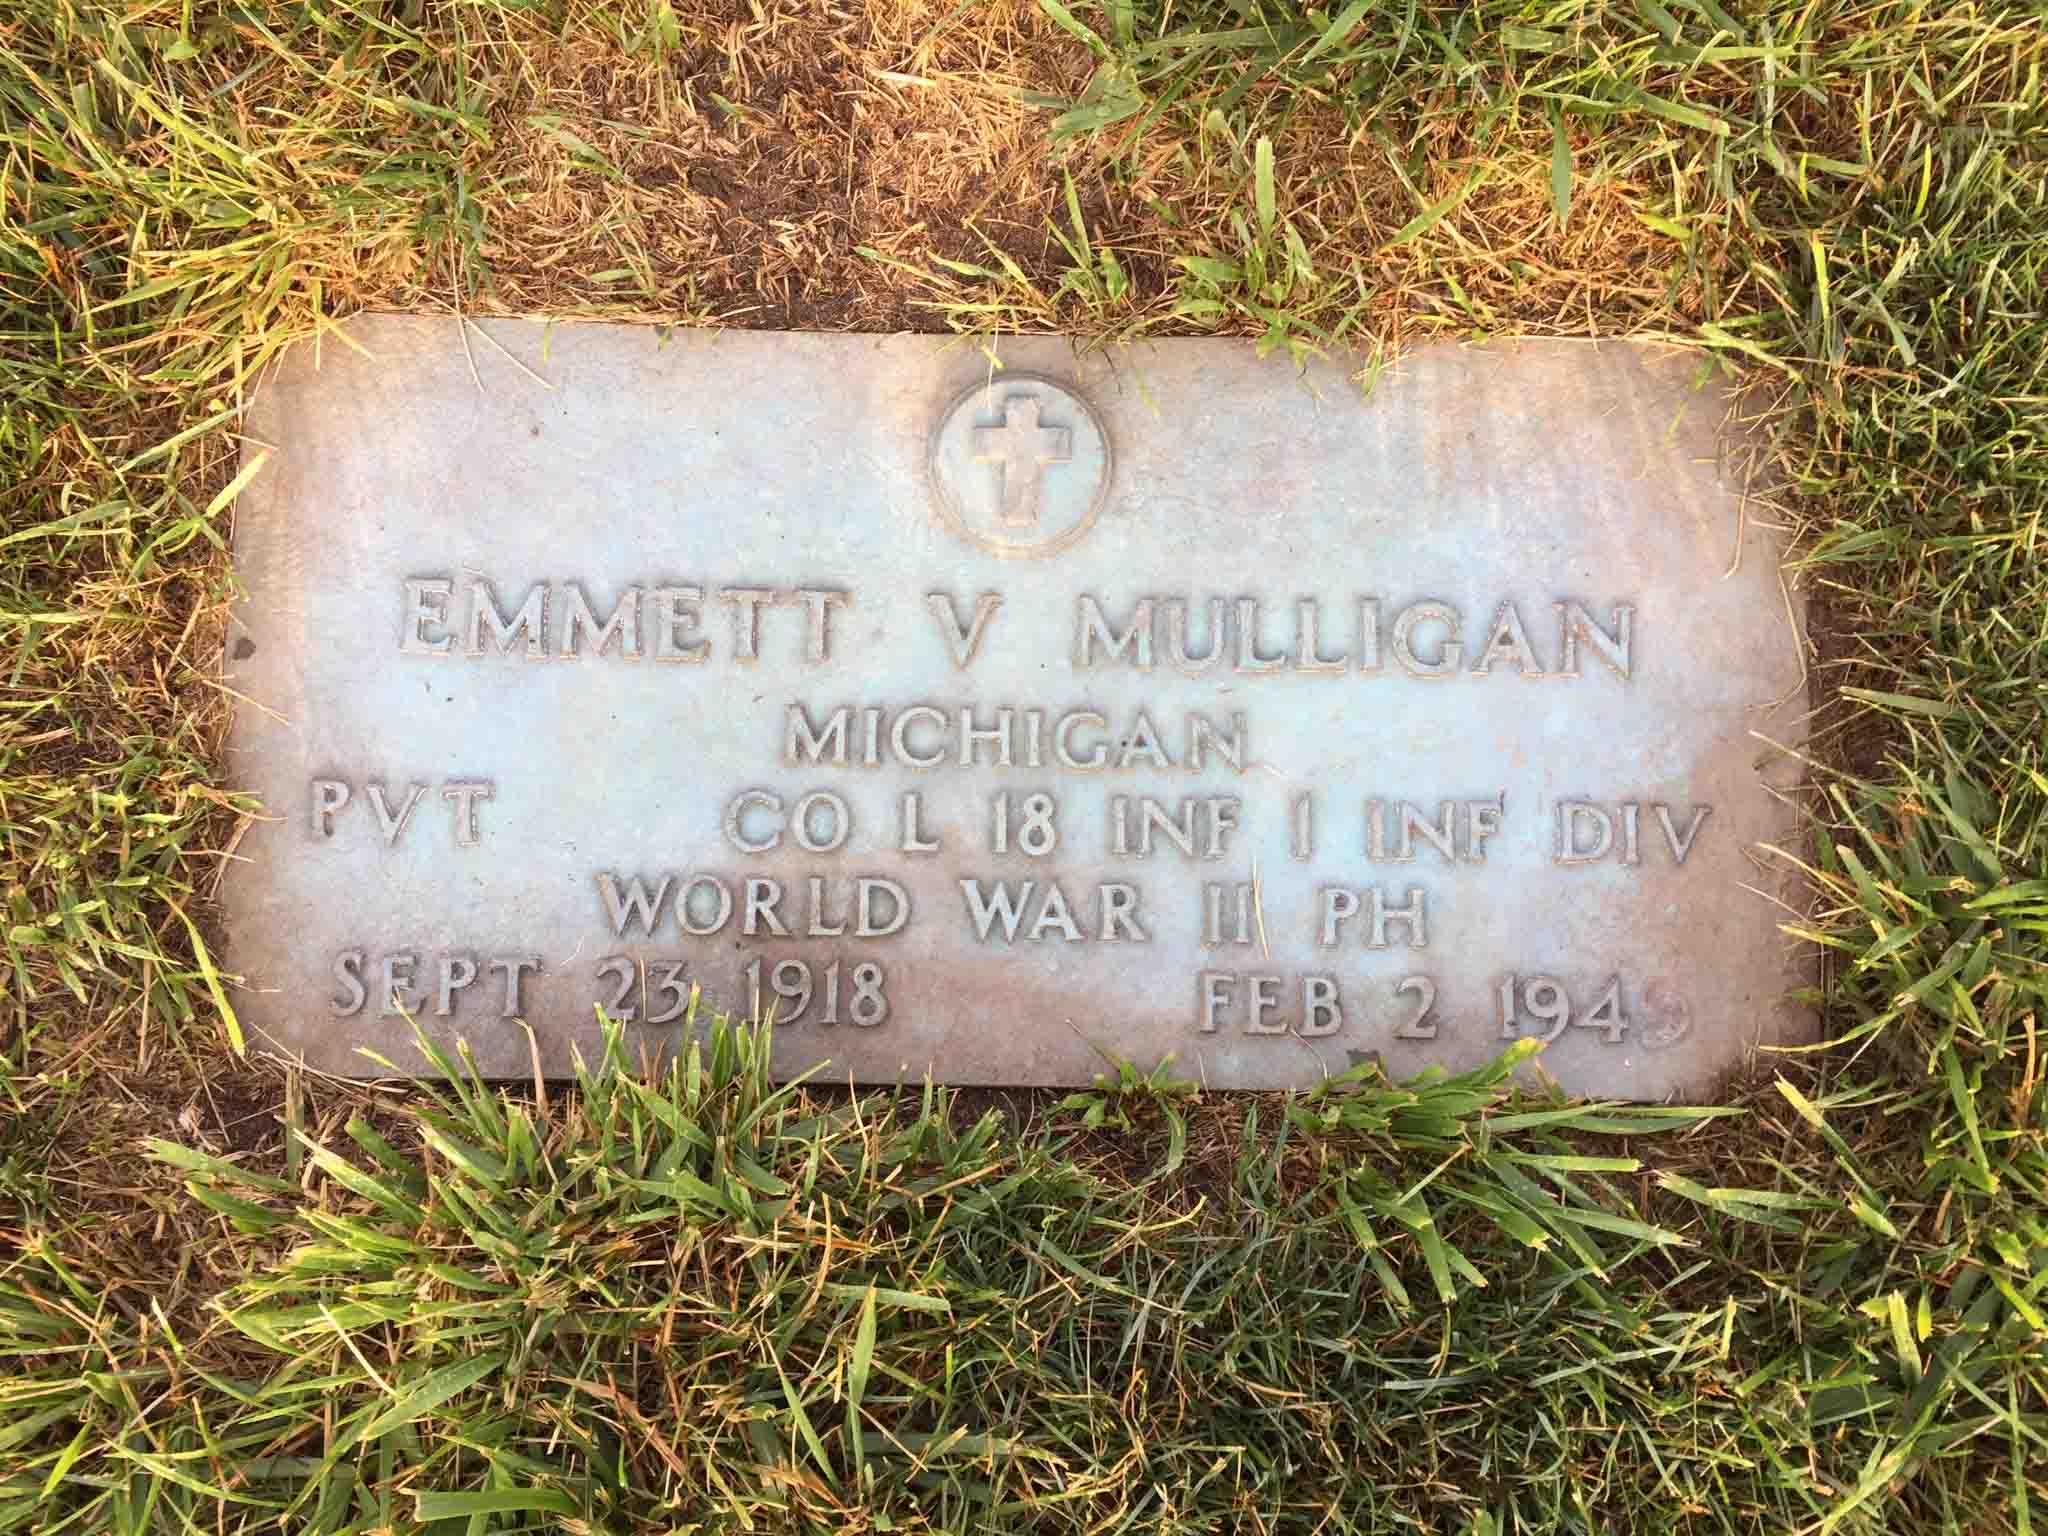 EMMETT V MULLIGAN
MICHIGAN
PVT CO L 18 INF 1 INF DIV
WORLD WAR II PH
SEPT 23 1918 FEB 2